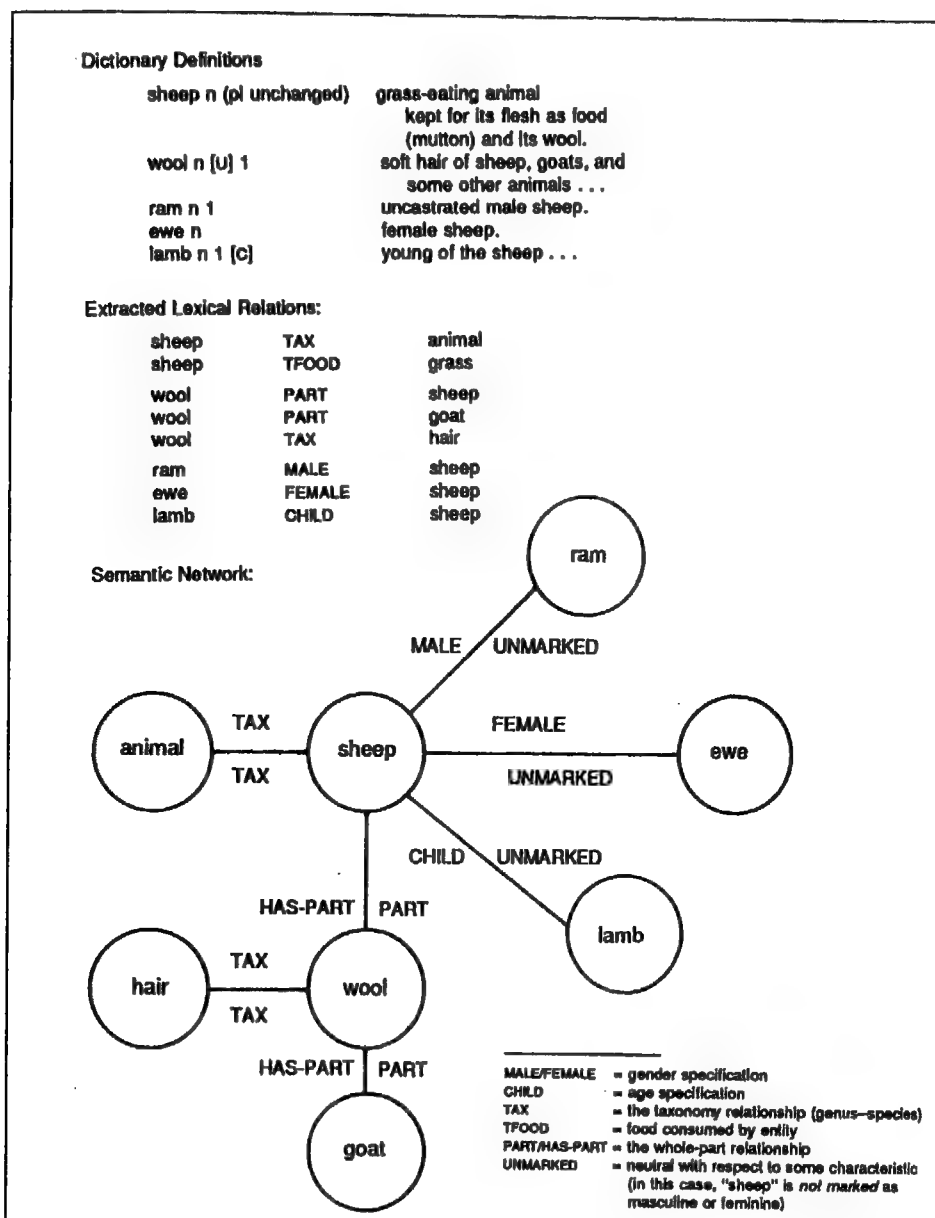 Dictionary Definitions
sheep n (pl unchanged) grass-eating animal
kept for its flesh as food
(mutton) and its wool.
wool n [U] 1 soft hair of sheep, goats, and
some other animals . . .
ram n 1 uncastrated male sheep.
ewe n female sheep.
lamb n 1 [C] young of the sheep . . .
Extracted Lexical Relations:
sheep TAX animal
sheep TFOOD grass
wool PART sheep
wool PART goat
wool TAX hair
ram MALE sheep
ewe FEMALE sheep
lamb CHILD sheep
Semantic Network:
ram
MALE UNMARKED
animal
TAX
TAX
sheep
FEMALE
UNMARKED
ewe
CHILD UNMARKED
lamb
HAS-PART PART
hair
TAX
TAX
wool
HAS-PART PART
goat
MALE/FEMALE = gender specification
CHILD = age specification
TAX = the taxonomy relationship (genus–species)
TFOOD = food consumed by entity
PART/HAS-PART = the whole-part relationship
UNMARKED = neutral with respect to some characteristic
(in this case, "sheep" is not marked as
masculine or feminine)